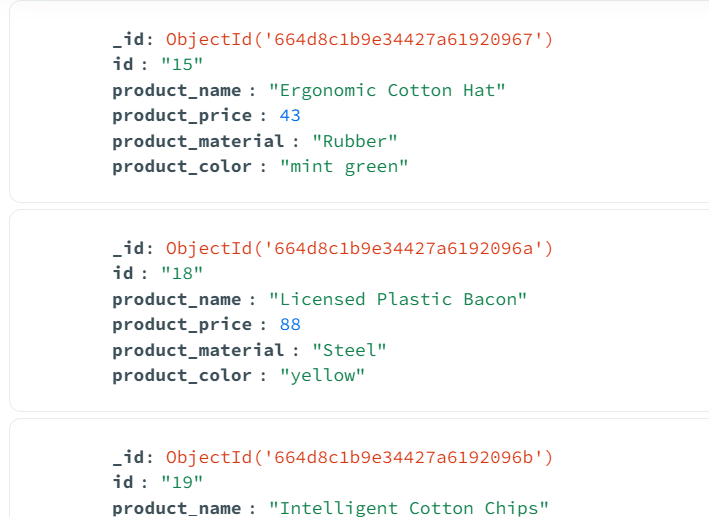 _id: ObjectId('664d8c1b9e34427a61920967')
id : "15"
product_name : "Ergonomic Cotton Hat"
product_price : 43
product_material : "Rubber"
product_color : "mint green"
_id: ObjectId('664d8c1b9e34427a6192096a')
id : "18"
product_name : "Licensed Plastic Bacon"
product_price : 88
product_material : "Steel"
product_color : "yellow"
_id: ObjectId('664d8c1b9e34427a6192096b')
id : "19"
product_name : "Intelligent Cotton Chips"